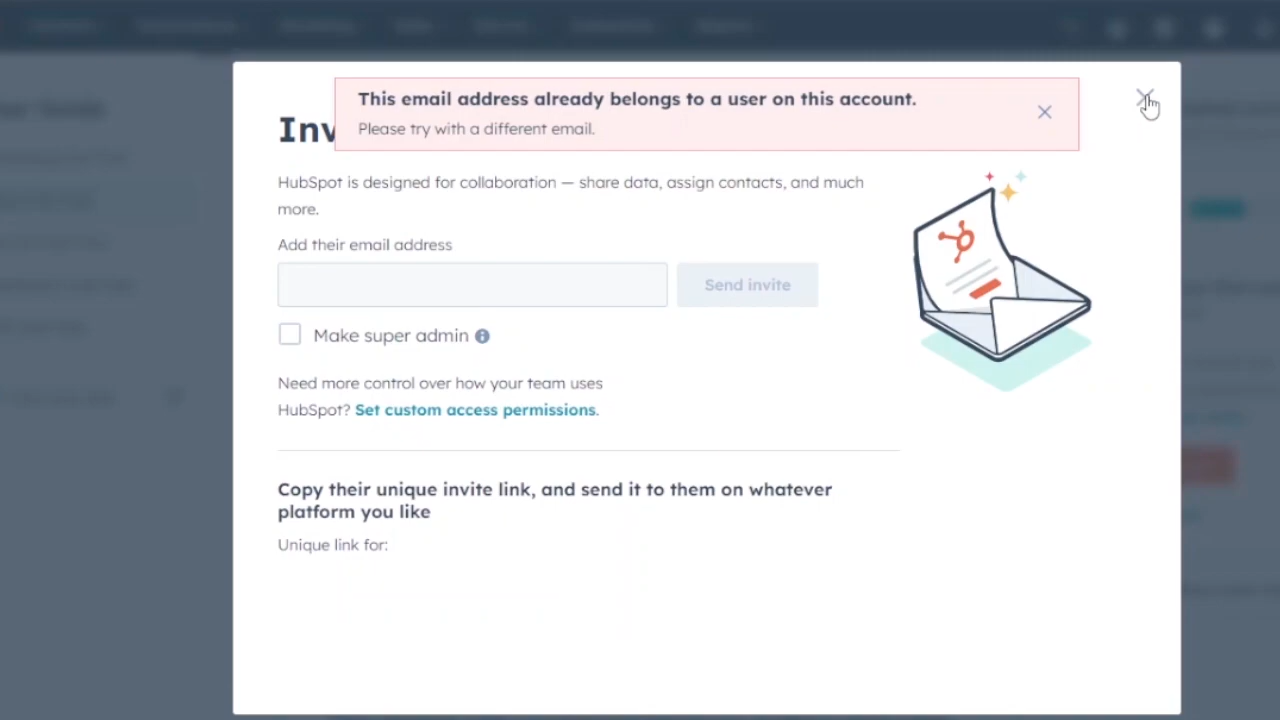 This email address already belongs to a user on this account.
Please try with a different email.
Inv
HubSpot is designed for collaboration — share data, assign contacts, and much
more.
Add their email address
Send invite
Make super admin
Need more control over how your team uses
HubSpot? Set custom access permissions.
Copy their unique invite link, and send it to them on whatever
platform you like
Unique link for: